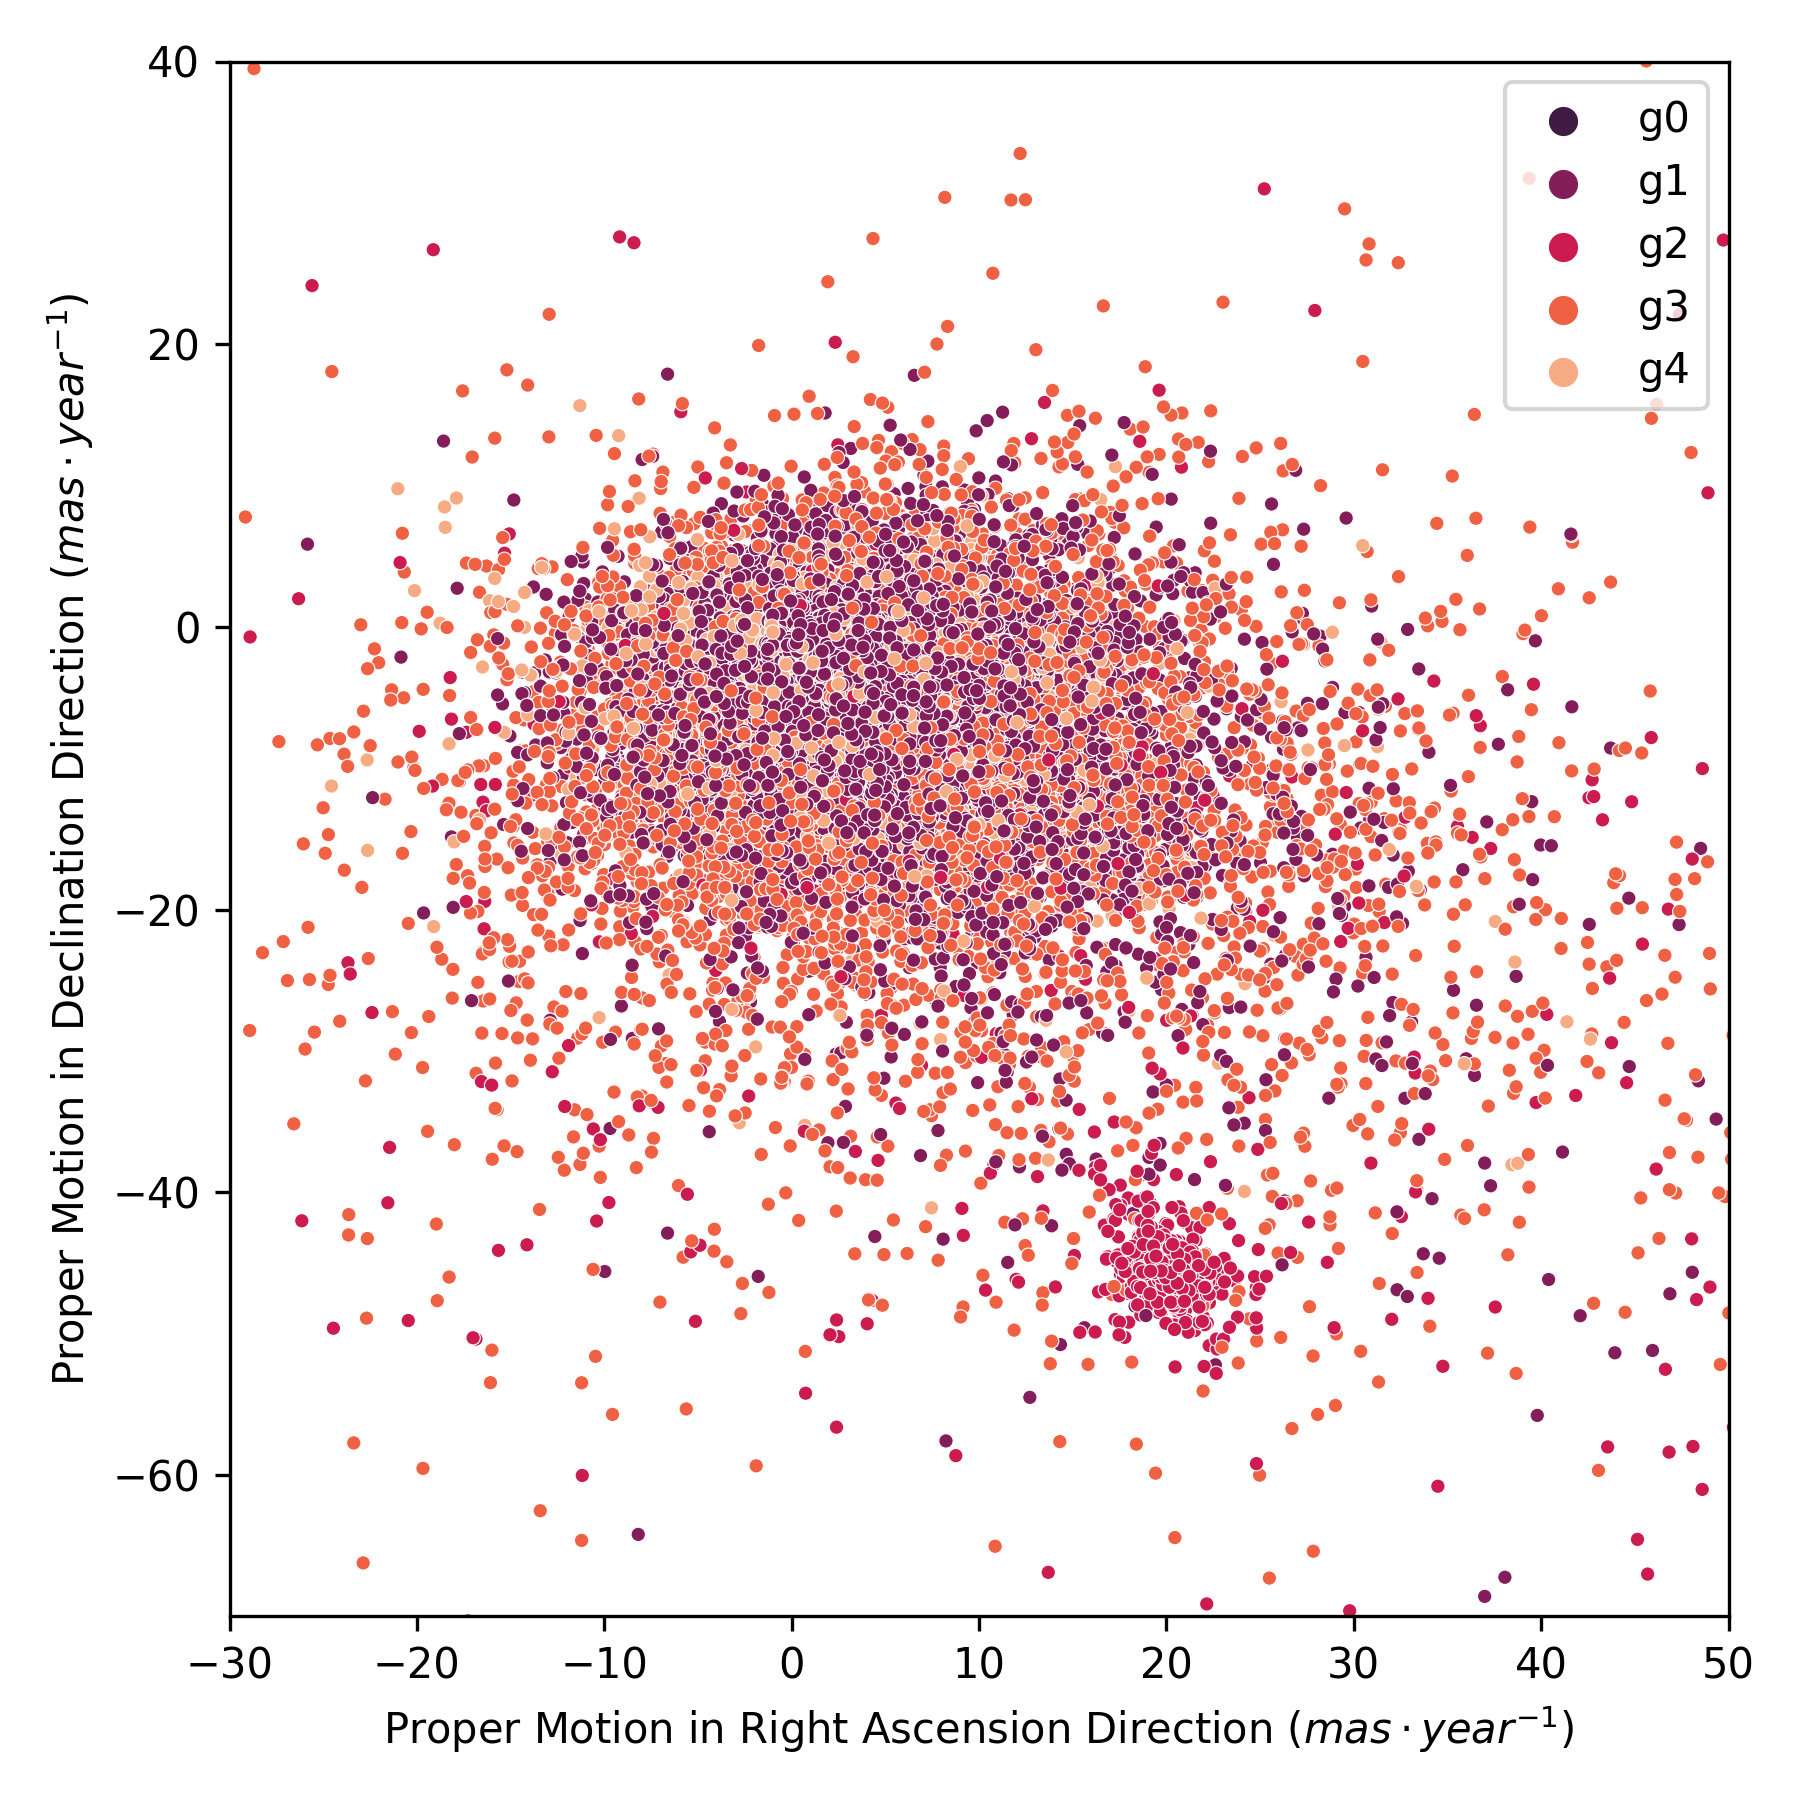 40
20
0
−20
−40
−60
−30
−20
−10
0
10
20
30
40
50
Proper Motion in Declination Direction (mas · year⁻¹)
Proper Motion in Right Ascension Direction (mas · year⁻¹)
g0
g1
g2
g3
g4